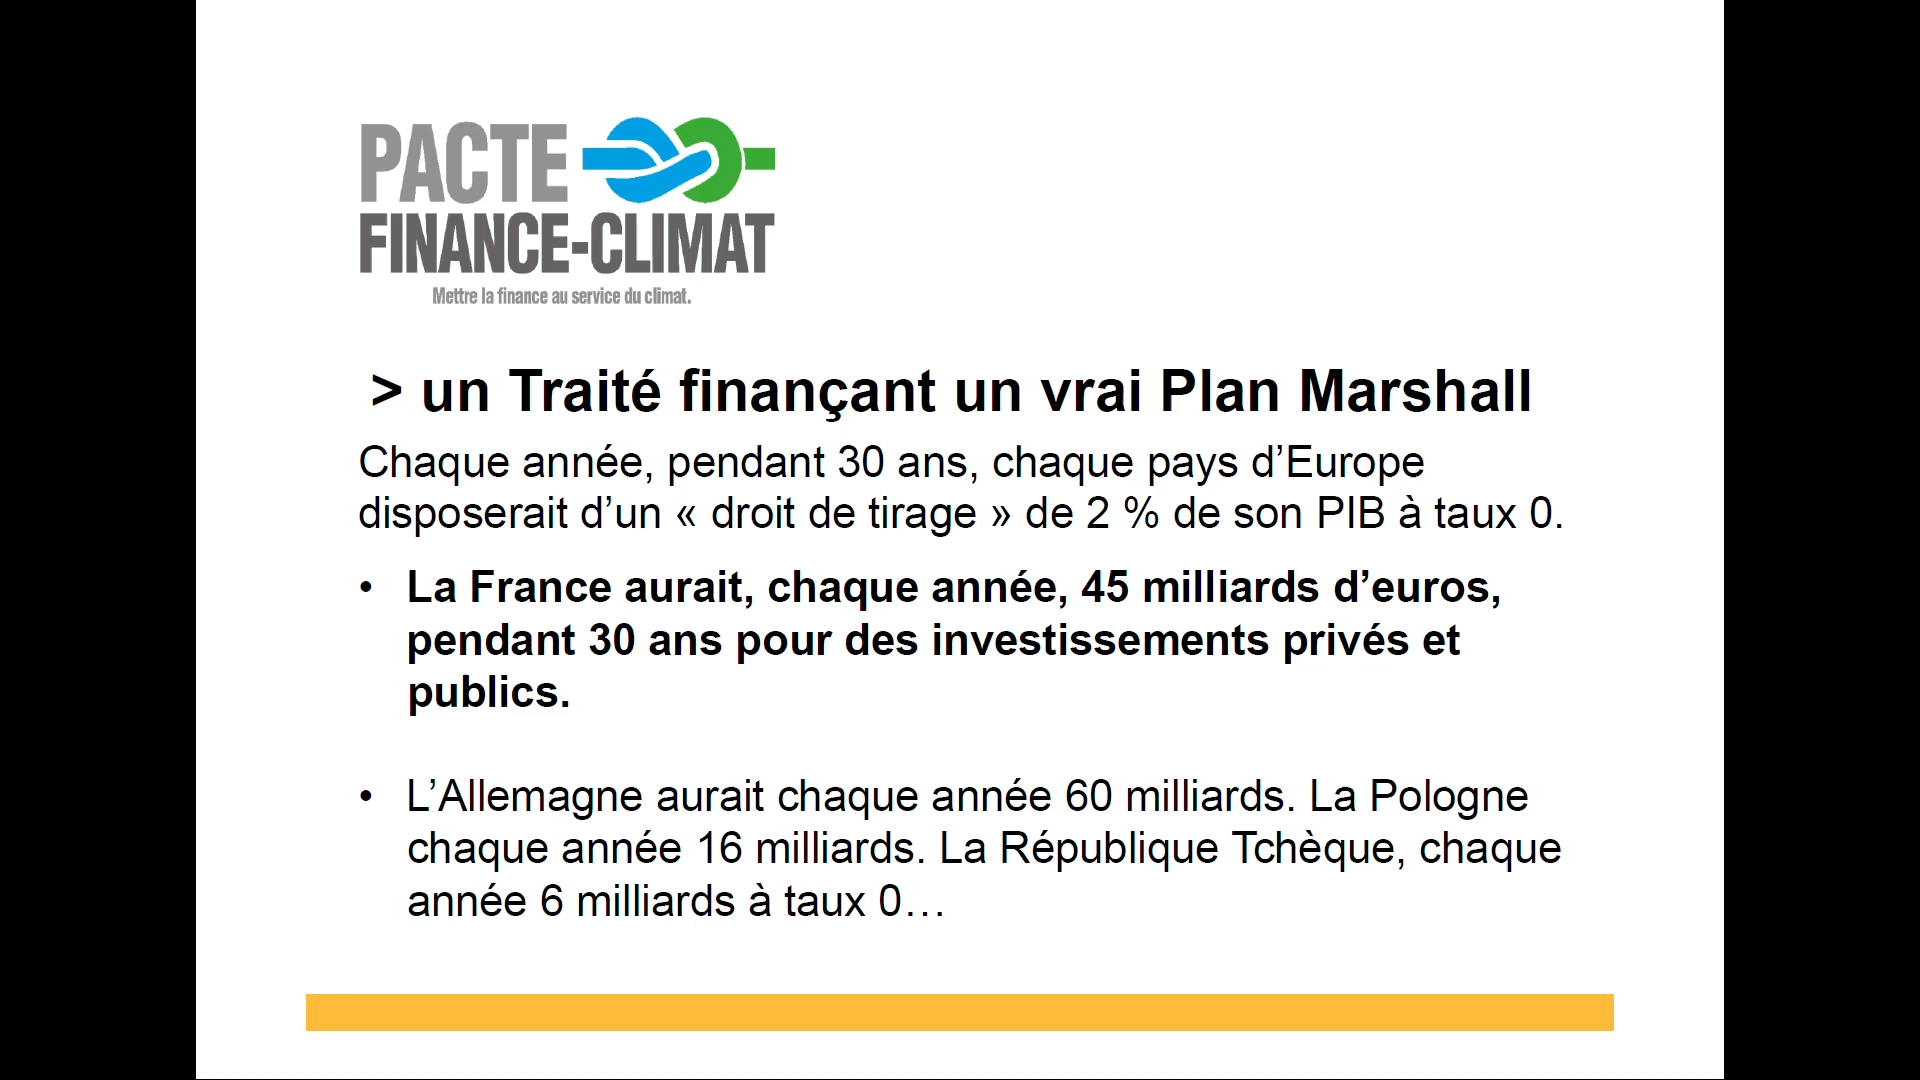 PACTE
FINANCE-CLIMAT
Mettre la finance au service du climat.
> un Traité finançant un vrai Plan Marshall
Chaque année, pendant 30 ans, chaque pays d’Europe
disposerait d’un « droit de tirage » de 2 % de son PIB à taux 0.
• La France aurait, chaque année, 45 milliards d’euros,
pendant 30 ans pour des investissements privés et
publics.
• L’Allemagne aurait chaque année 60 milliards. La Pologne
chaque année 16 milliards. La République Tchèque, chaque
année 6 milliards à taux 0…